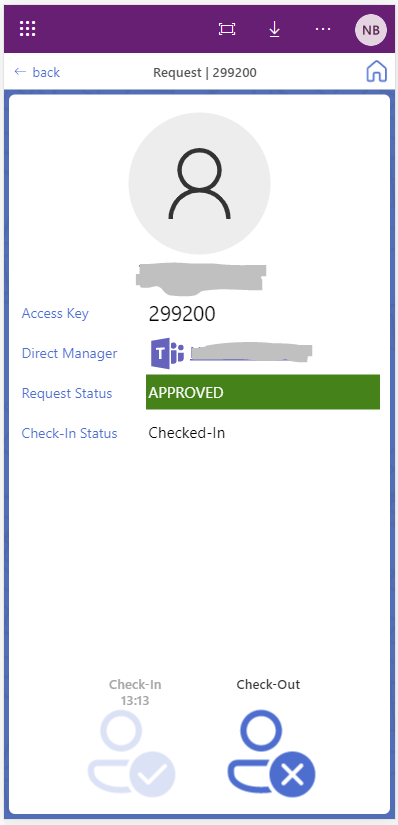 NB
back
Request | 299200
Access Key 299200
Direct Manager
Request Status APPROVED
Check-In Status Checked-In
Check-In Check-Out
13:13